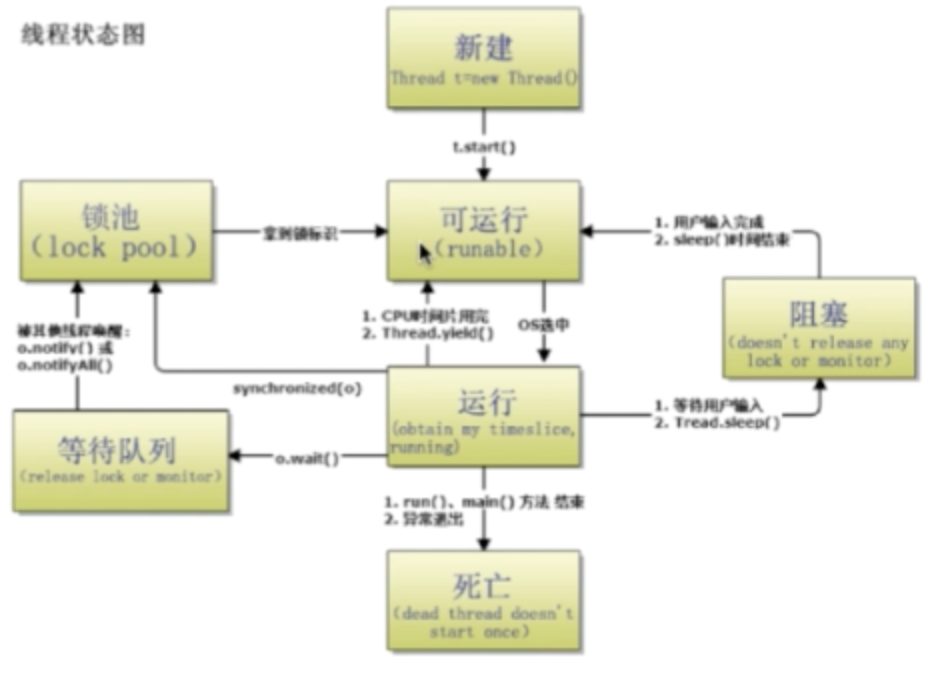 线程状态图
新建
Thread t=new Thread()
t.start()
锁池
(lock pool)
拿到锁标识
可运行
(runable)
1. 用户输入完成
2. sleep()时间结束
阻塞
(doesn't release any
lock or monitor)
被其他线程唤醒:
o.notify() 或
o.notifyAll()
1. CPU时间片用完
2. Thread.yield()
OS选中
synchronized(o)
运行
(obtain my timeslice,
running)
1. 等待用户输入
2. Tread.sleep()
等待队列
(release lock or monitor)
o.wait()
1. run()、main() 方法 结束
2. 异常退出
死亡
(dead thread doesn't
start once)